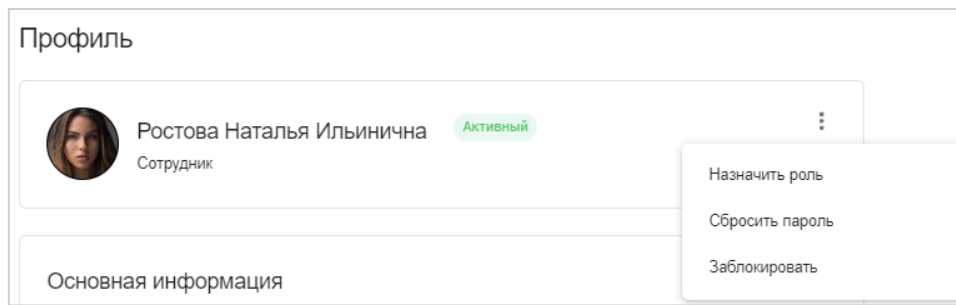 Профиль
Ростова Наталья Ильинична Активный
Сотрудник
Назначить роль
Сбросить пароль
Заблокировать
Основная информация